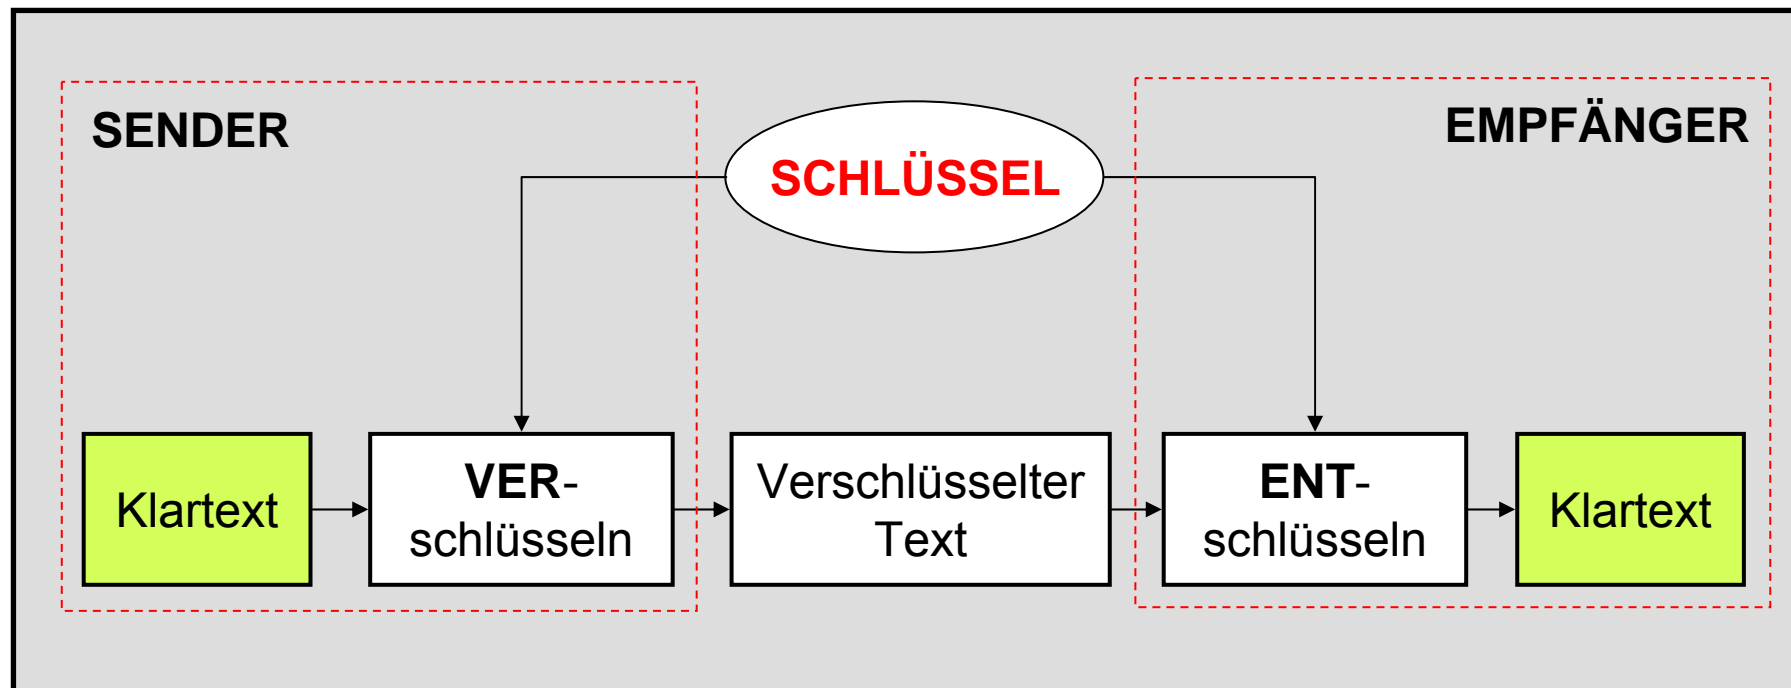 SENDER
EMPFÄNGER
SCHLÜSSEL
Klartext
VER-
schlüsseln
Verschlüsselter
Text
ENT-
schlüsseln
Klartext